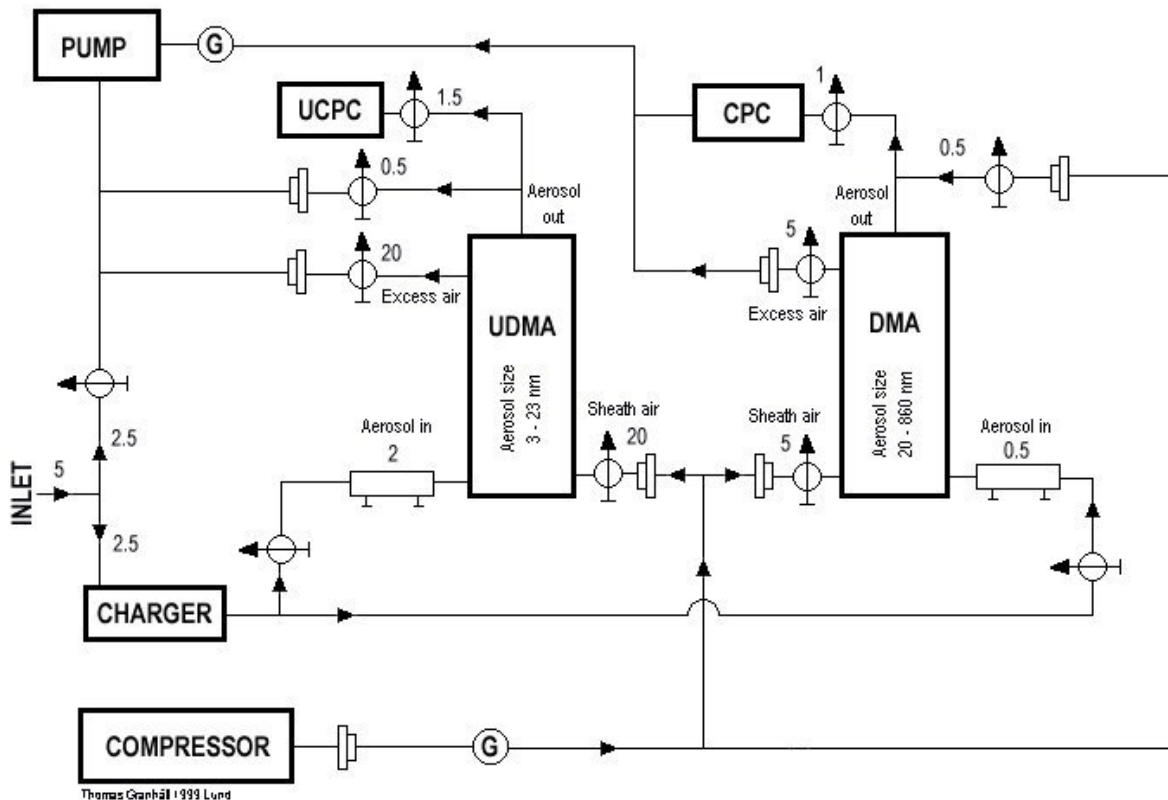 PUMP
G
UCPC
1.5
CPC
1
0.5
Aerosol
out
0.5
Aerosol
out
20
Excess air
5
Excess air
UDMA
Aerosol size
3 - 23 nm
DMA
Aerosol size
20 - 860 nm
2.5
INLET
5
2.5
Aerosol in
2
Sheath air
20
Sheath air
5
Aerosol in
0.5
CHARGER
COMPRESSOR
G
Thomas Granhäll 1999 Lund